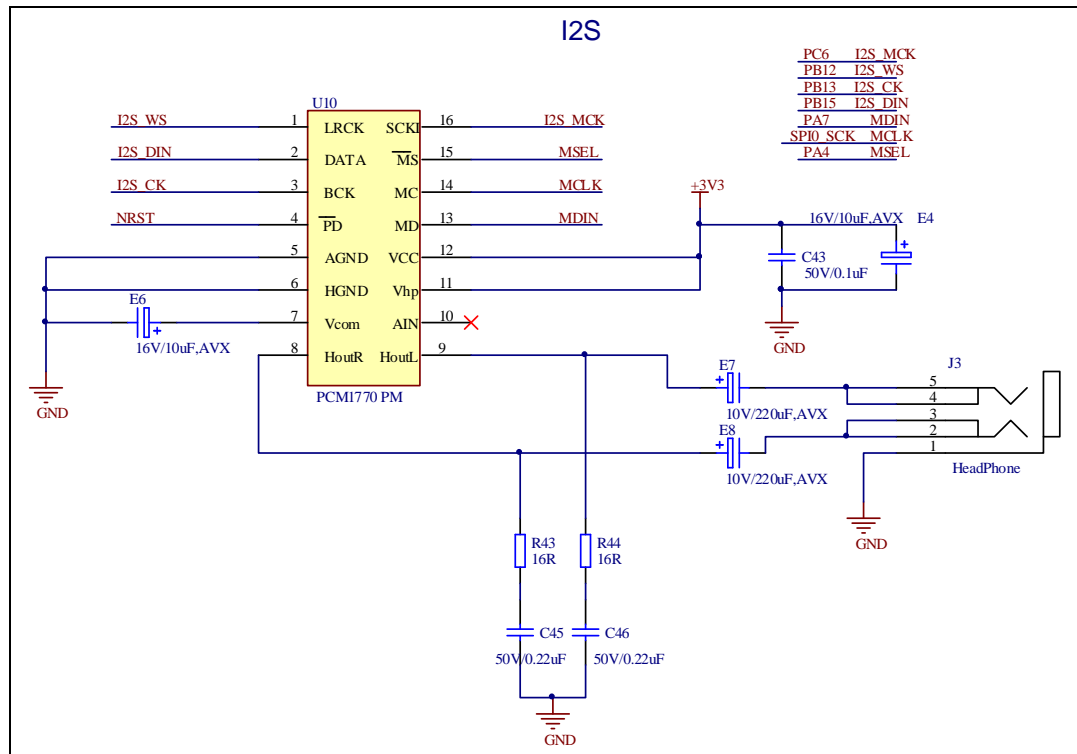 I2S
PC6 I2S_MCK
PB12 I2S_WS
PB13 I2S_CK
PB15 I2S_DIN
PA7 MDIN
SPI0_SCK MCLK
PA4 MSEL
U10
I2S_WS 1 LRCK SCKI 16 I2S_MCK
I2S_DIN 2 DATA MS 15 MSEL
I2S_CK 3 BCK MC 14 MCLK
NRST 4 PD MD 13 MDIN
5 AGND VCC 12
6 HGND Vhp 11
7 Vcom AIN 10
8 HoutR HoutL 9
PCM1770 PM
E6
16V/10uF,AVX
GND
+3V3
16V/10uF,AVX E4
C43
50V/0.1uF
GND
E7
10V/220uF,AVX
E8
10V/220uF,AVX
J3
5
4
3
2
1
HeadPhone
GND
R43
16R
R44
16R
C45
50V/0.22uF
C46
50V/0.22uF
GND